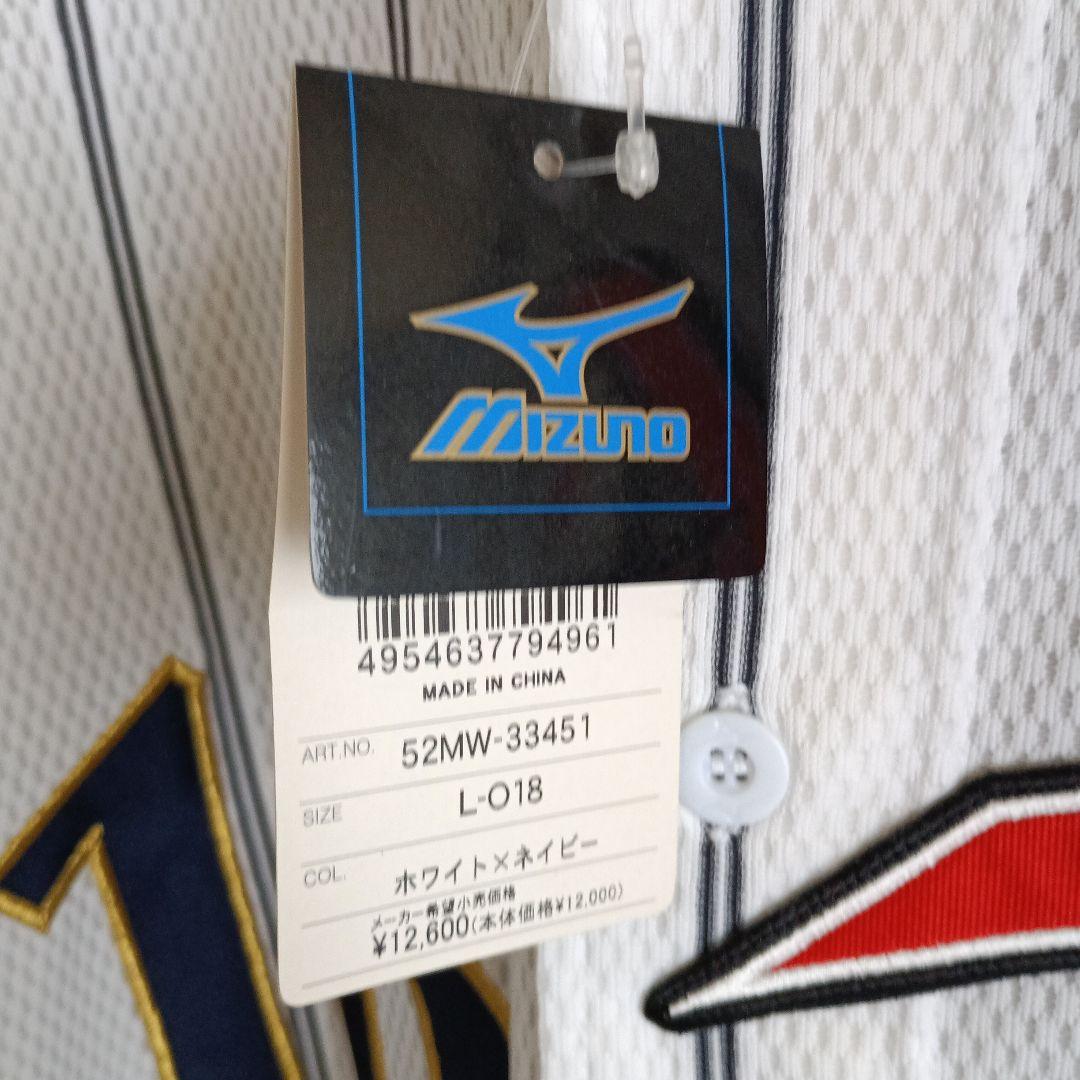 MIZUNO
4954637794961
MADE IN CHINA
ART.NO. 52MW-33451
SIZE L-O18
COL. ホワイト×ネイビー
メーカー希望小売価格
¥12,600(本体価格¥12,000)